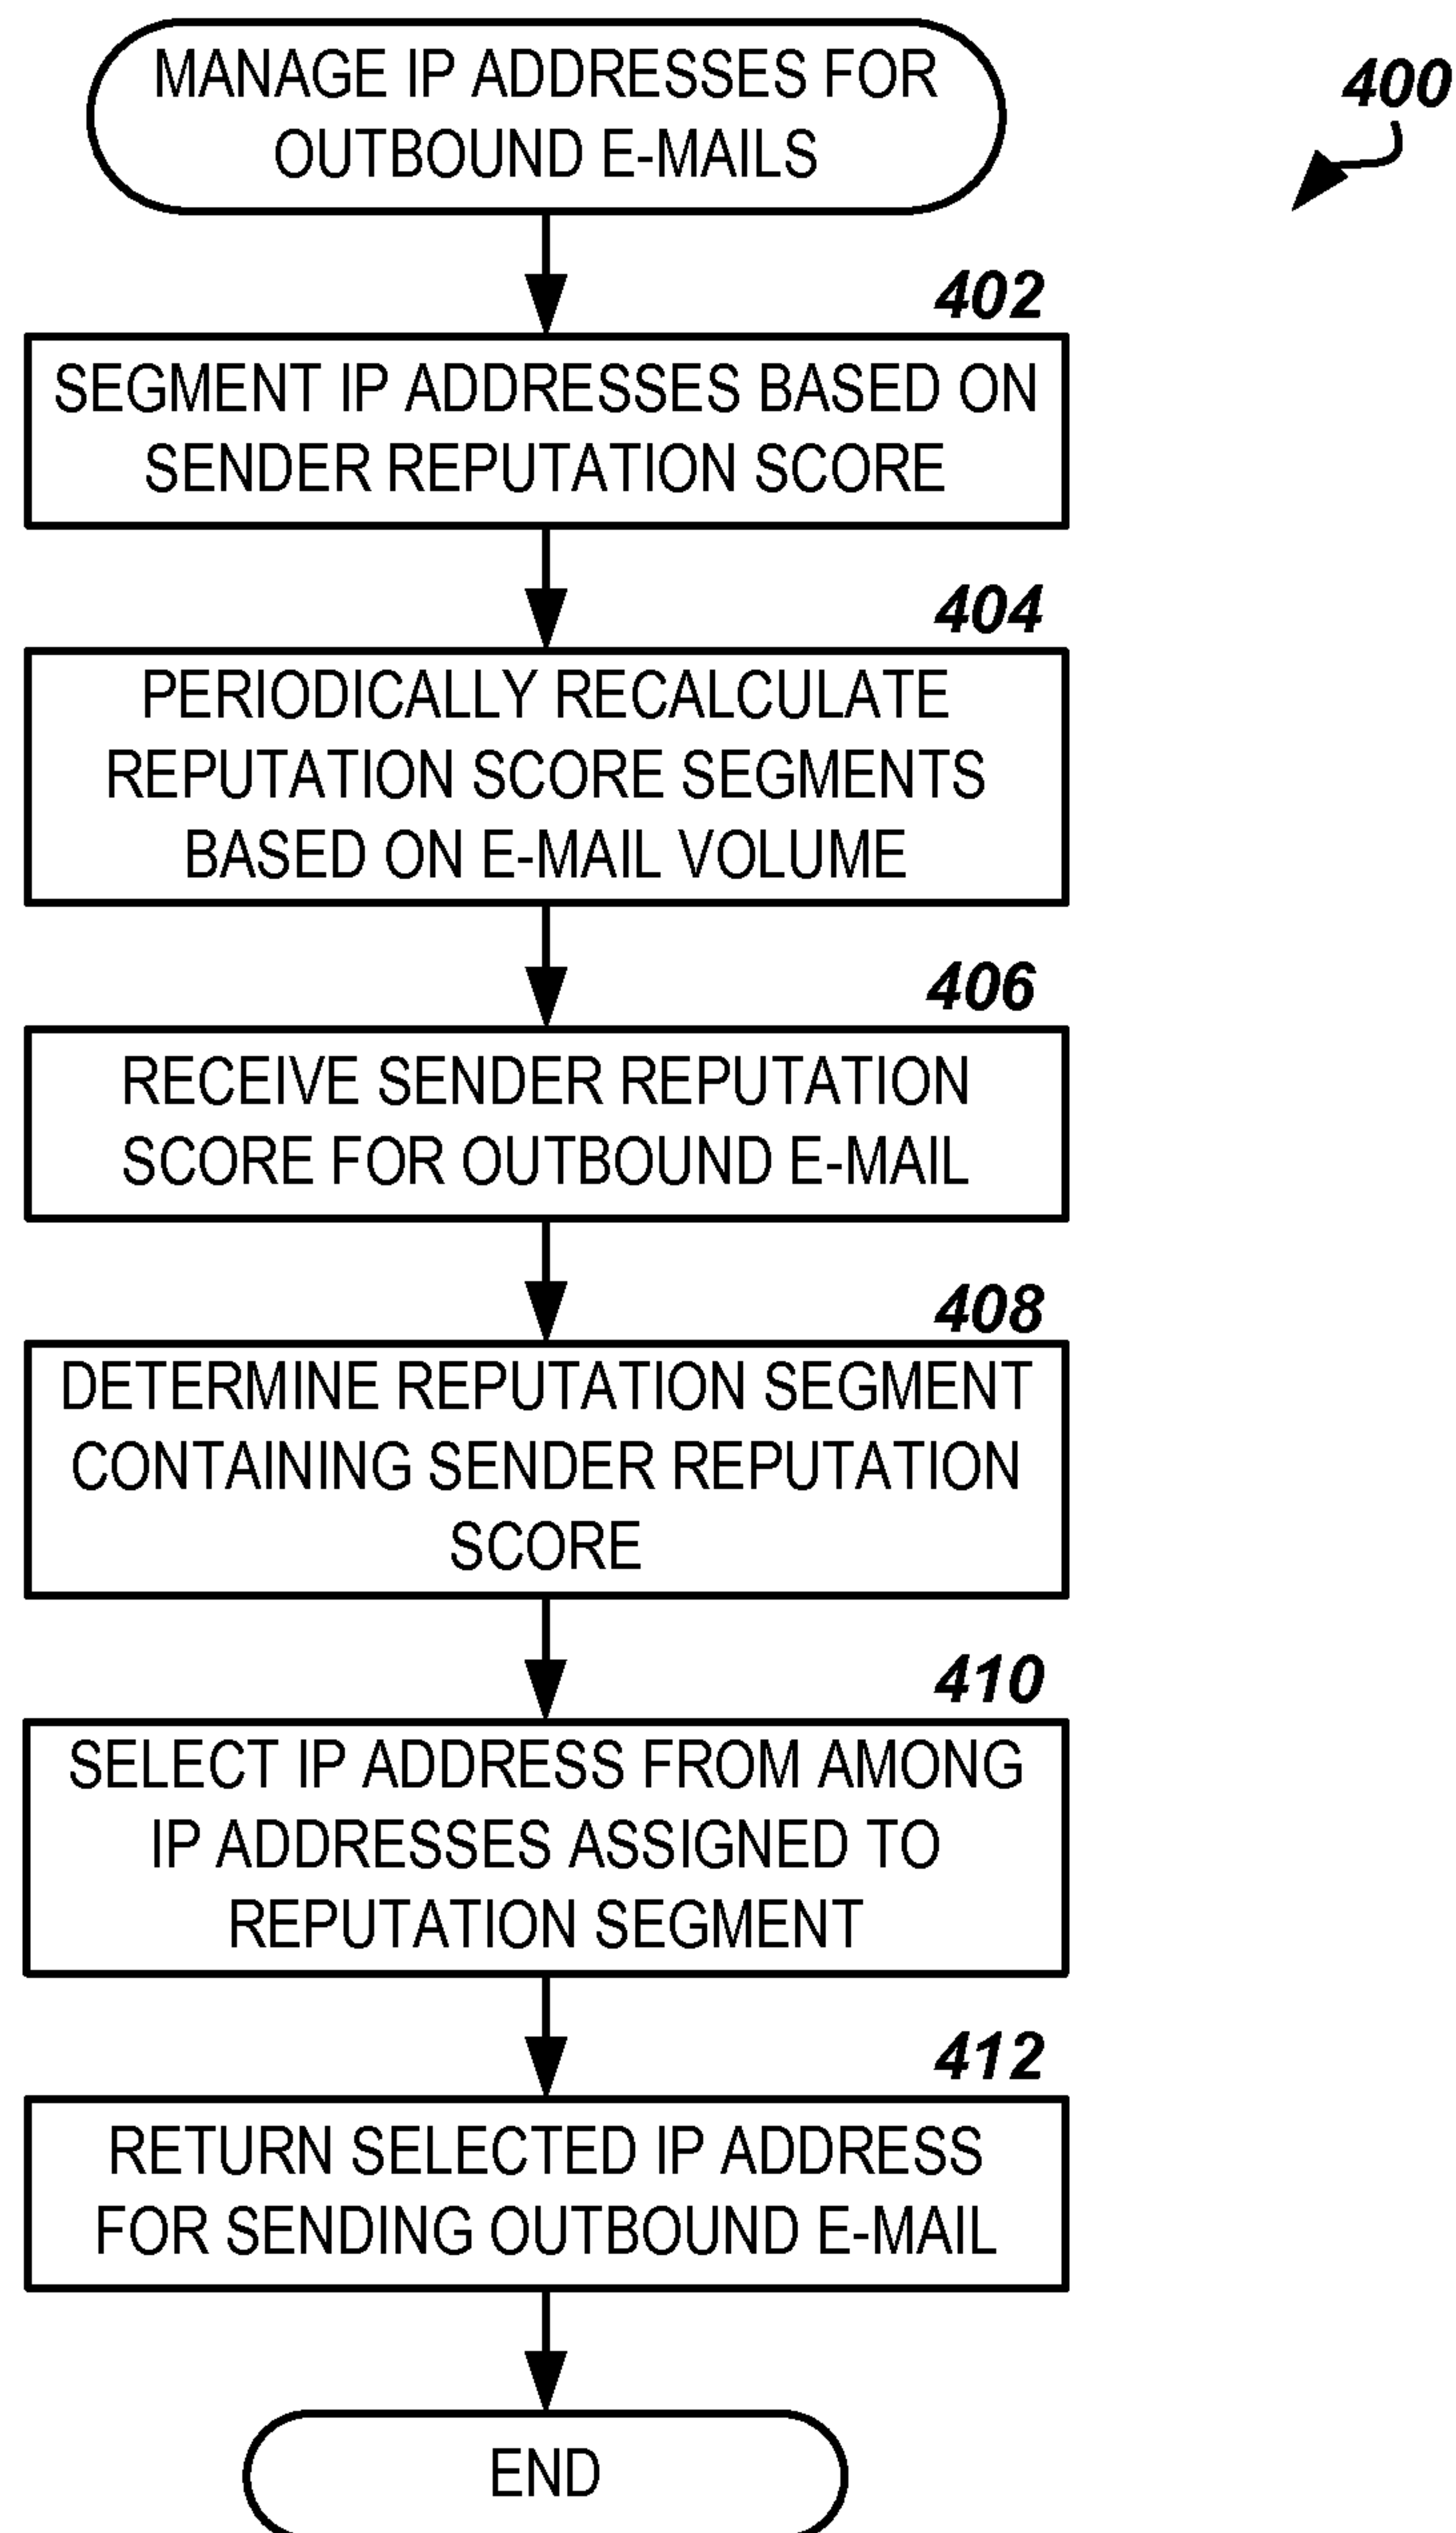 MANAGE IP ADDRESSES FOR
OUTBOUND E-MAILS
400
402
SEGMENT IP ADDRESSES BASED ON
SENDER REPUTATION SCORE
404
PERIODICALLY RECALCULATE
REPUTATION SCORE SEGMENTS
BASED ON E-MAIL VOLUME
406
RECEIVE SENDER REPUTATION
SCORE FOR OUTBOUND E-MAIL
408
DETERMINE REPUTATION SEGMENT
CONTAINING SENDER REPUTATION
SCORE
410
SELECT IP ADDRESS FROM AMONG
IP ADDRESSES ASSIGNED TO
REPUTATION SEGMENT
412
RETURN SELECTED IP ADDRESS
FOR SENDING OUTBOUND E-MAIL
END